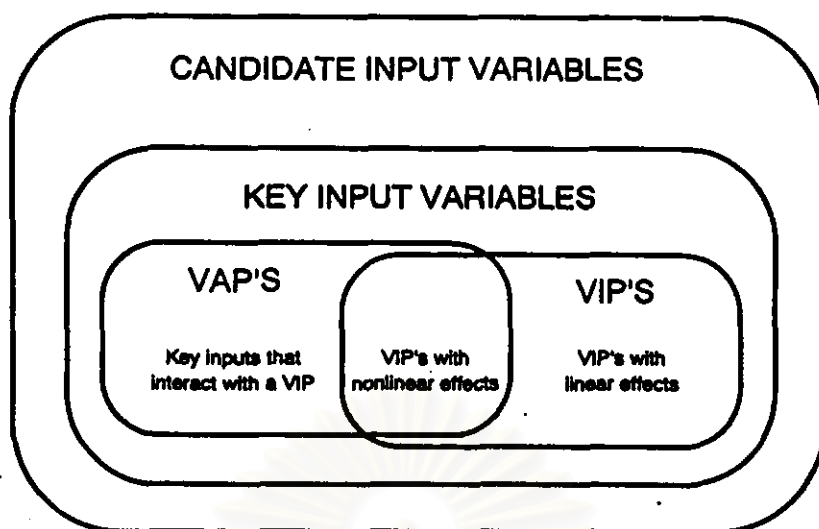 CANDIDATE INPUT VARIABLES
KEY INPUT VARIABLES
VAP'S
VIP'S
Key inputs that
interact with a VIP
VIP's with
nonlinear effects
VIP's with
linear effects